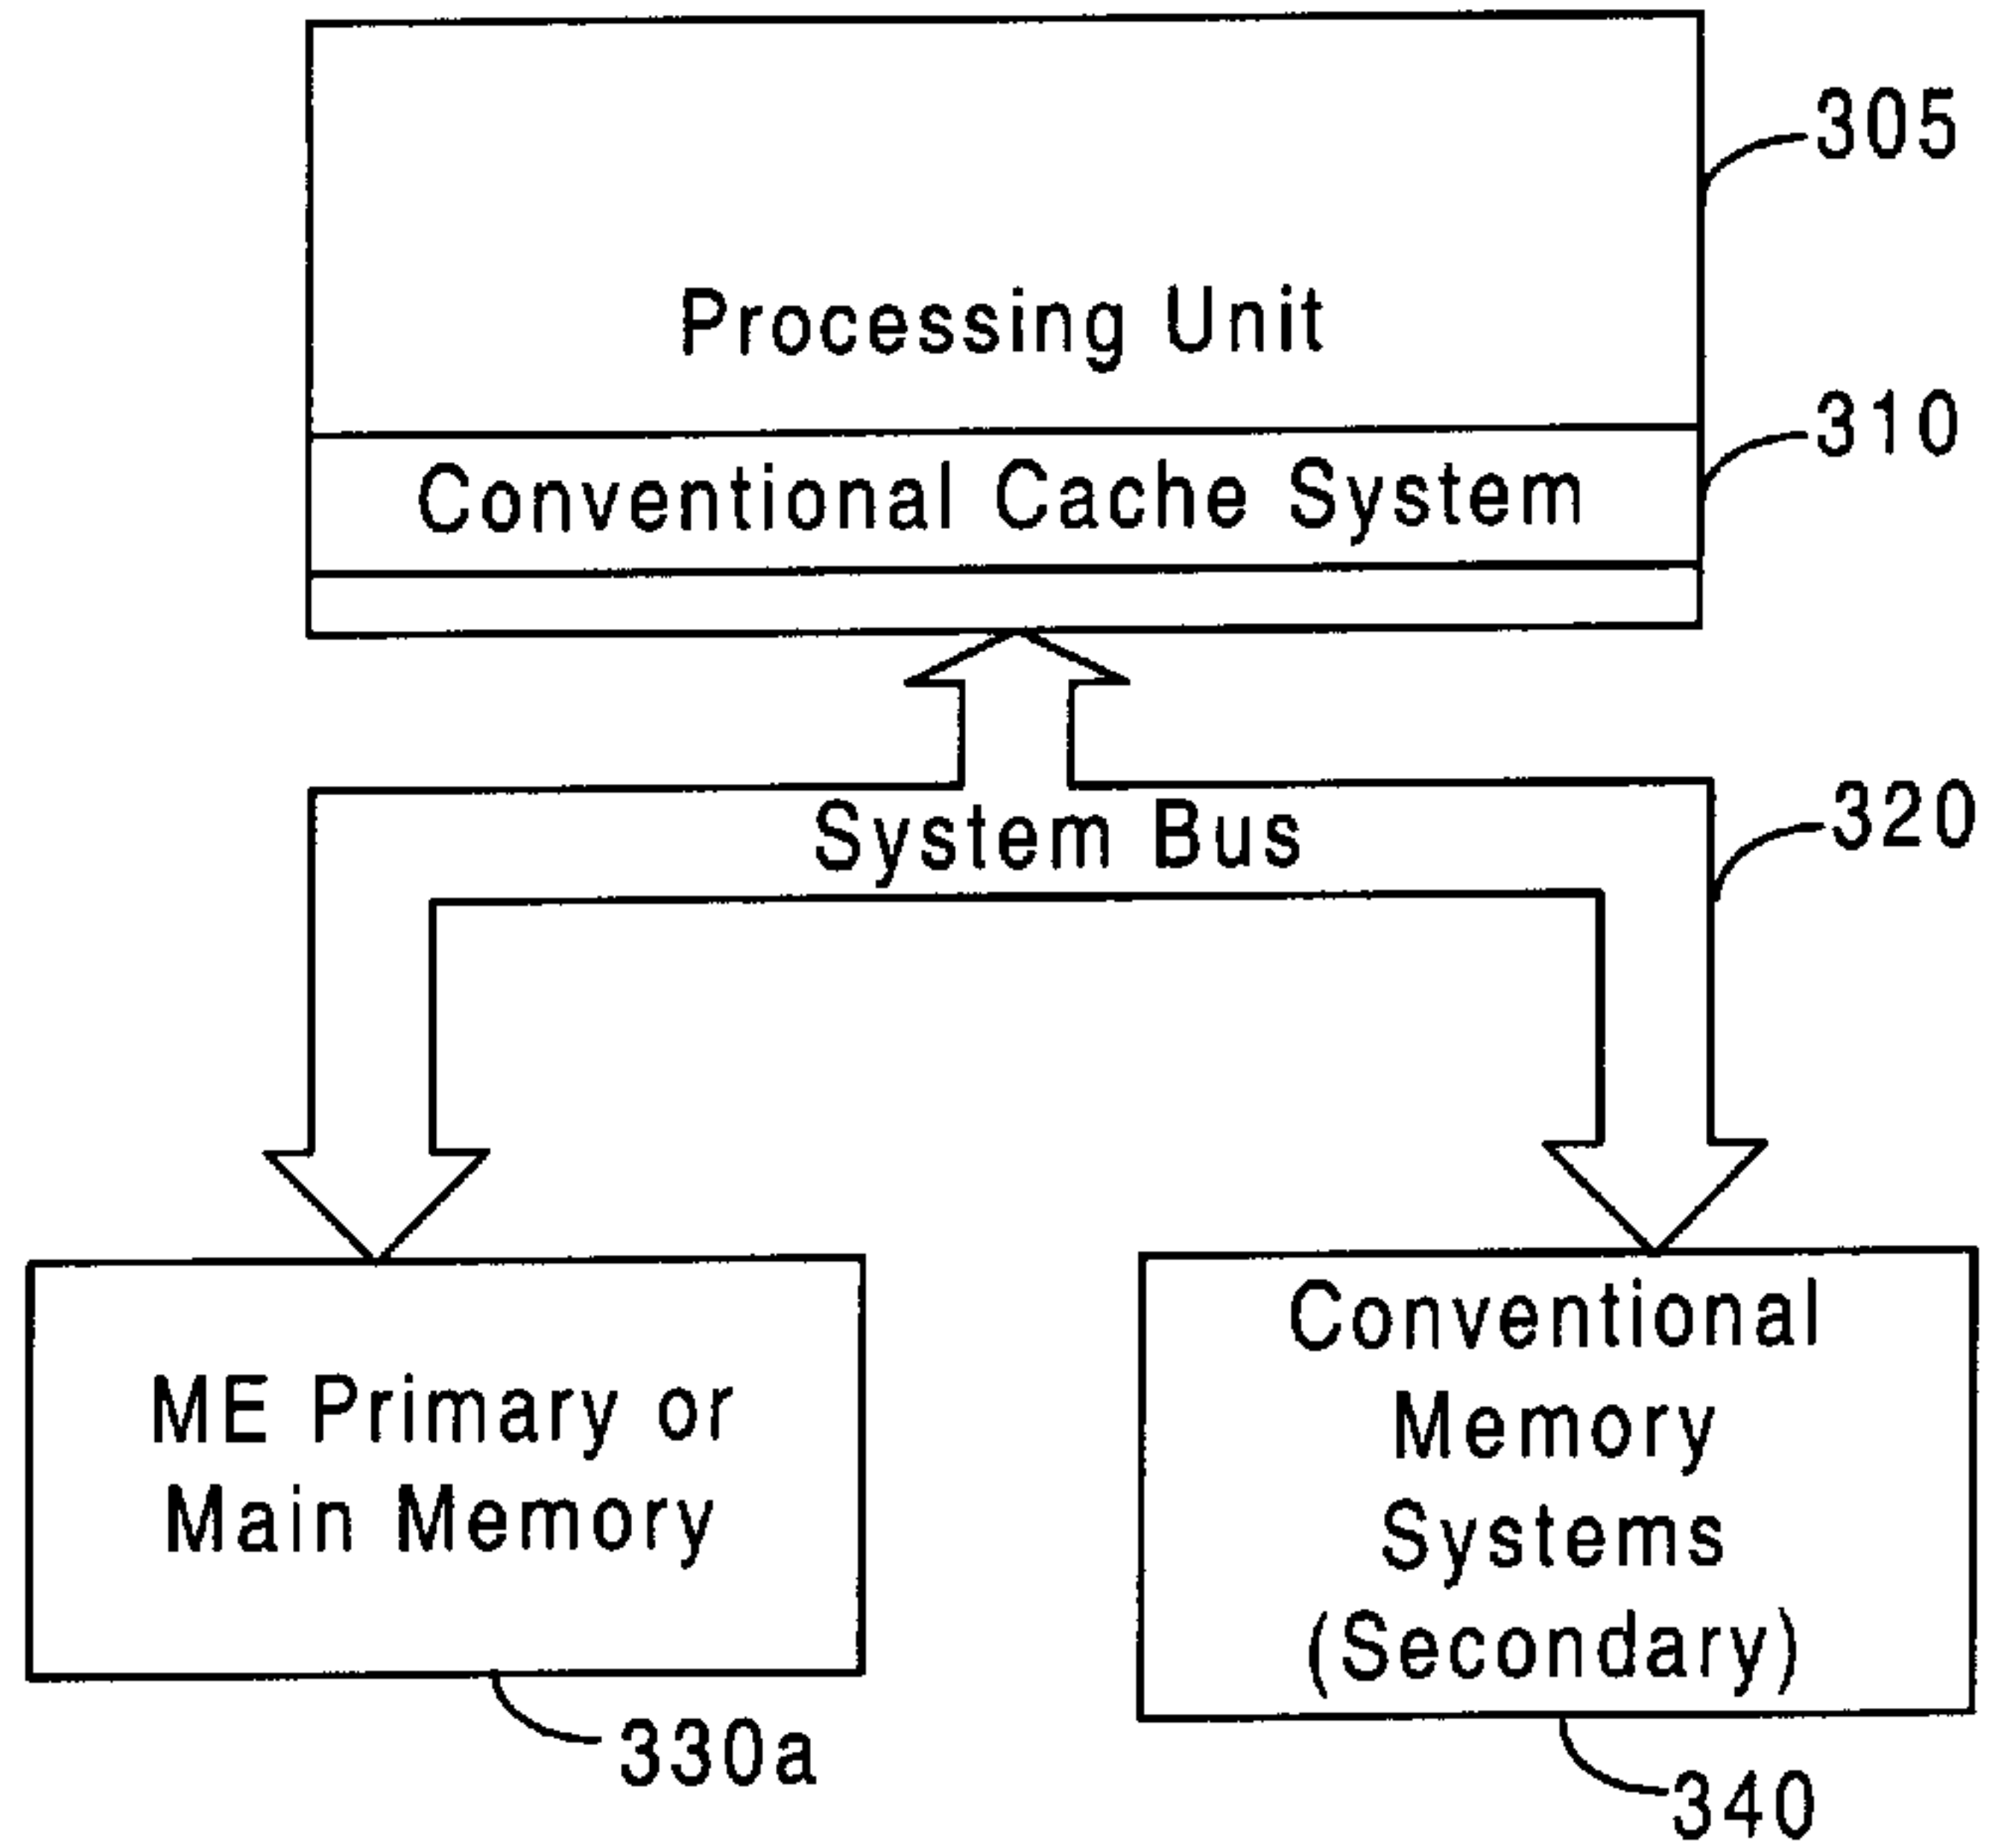 305
Processing Unit
310
Conventional Cache System
System Bus
320
ME Primary or
Main Memory
330a
Conventional
Memory
Systems
(Secondary)
340